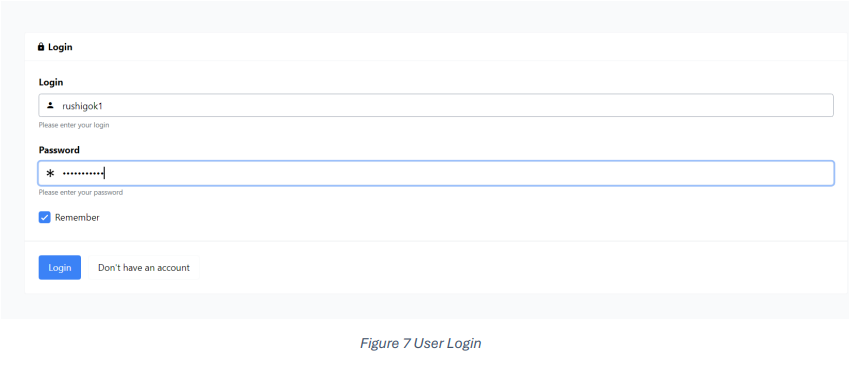 Login
Login
rushigok1
Please enter your login
Password
•••••••••••
Please enter your password
Remember
Login Don't have an account
Figure 7 User Login